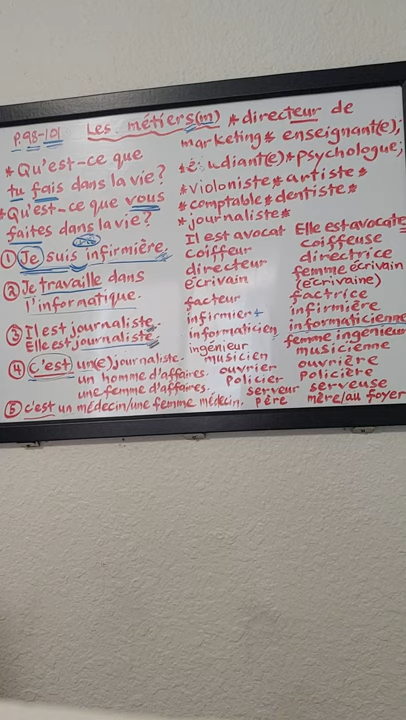 P.98-101 Les métiers(m) * directeur de
marketing * enseignant(e);
étudiant(e)*psychologue;
*violoniste*artiste*
*comptable*dentiste*
*journaliste*
*Qu'est-ce que
tu fais dans la vie?
*Qu'est-ce que vous
faites dans la vie?
① Je suis infirmière.
② Je travaille dans
l'informatique.
③ Il est journaliste.
Elle est journaliste.
④ c'est un(e) journaliste.
un homme d'affaires.
une femme d'affaires.
⑤ c'est un médecin/une femme médecin.
Il est avocat Elle est avocate
coiffeur coiffeuse
directeur directrice
écrivain femme écrivain
(écrivaine)
facteur factrice
infirmier infirmière
informaticien informaticienne
ingénieur femme ingénieur
musicien musicienne
ouvrier ouvrière
policier policière
serveur serveuse
père mère/au foyer